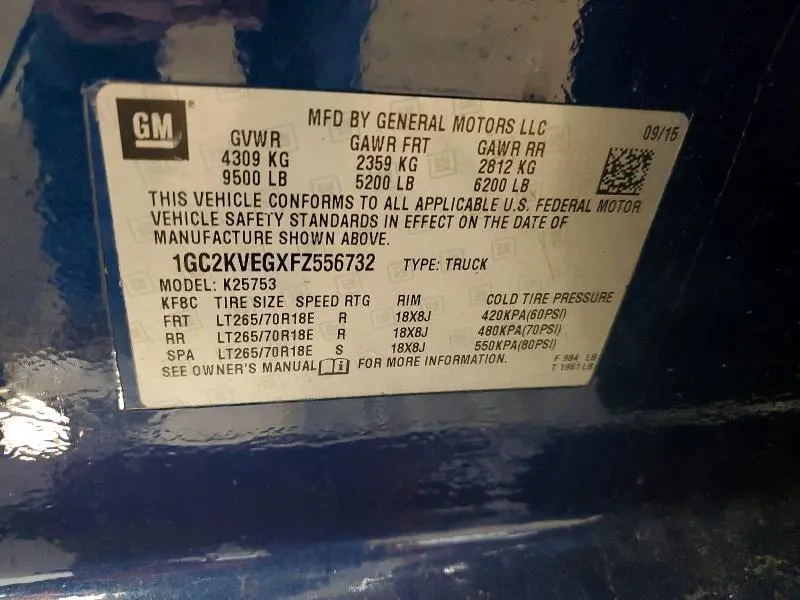 GM
MFD BY GENERAL MOTORS LLC
09/15
GVWR GAWR FRT GAWR RR
4309 KG 2359 KG 2812 KG
9500 LB 5200 LB 6200 LB
THIS VEHICLE CONFORMS TO ALL APPLICABLE U.S. FEDERAL MOTOR
VEHICLE SAFETY STANDARDS IN EFFECT ON THE DATE OF
MANUFACTURE SHOWN ABOVE.
1GC2KVEGXFZ556732 TYPE: TRUCK
MODEL: K25753
KF8C TIRE SIZE SPEED RTG RIM COLD TIRE PRESSURE
FRT LT265/70R18E R 18X8J 420KPA(60PSI)
RR LT265/70R18E R 18X8J 480KPA(70PSI)
SPA LT265/70R18E S 18X8J 550KPA(80PSI)
SEE OWNER'S MANUAL FOR MORE INFORMATION.
F 984 LB
T 1961 LB